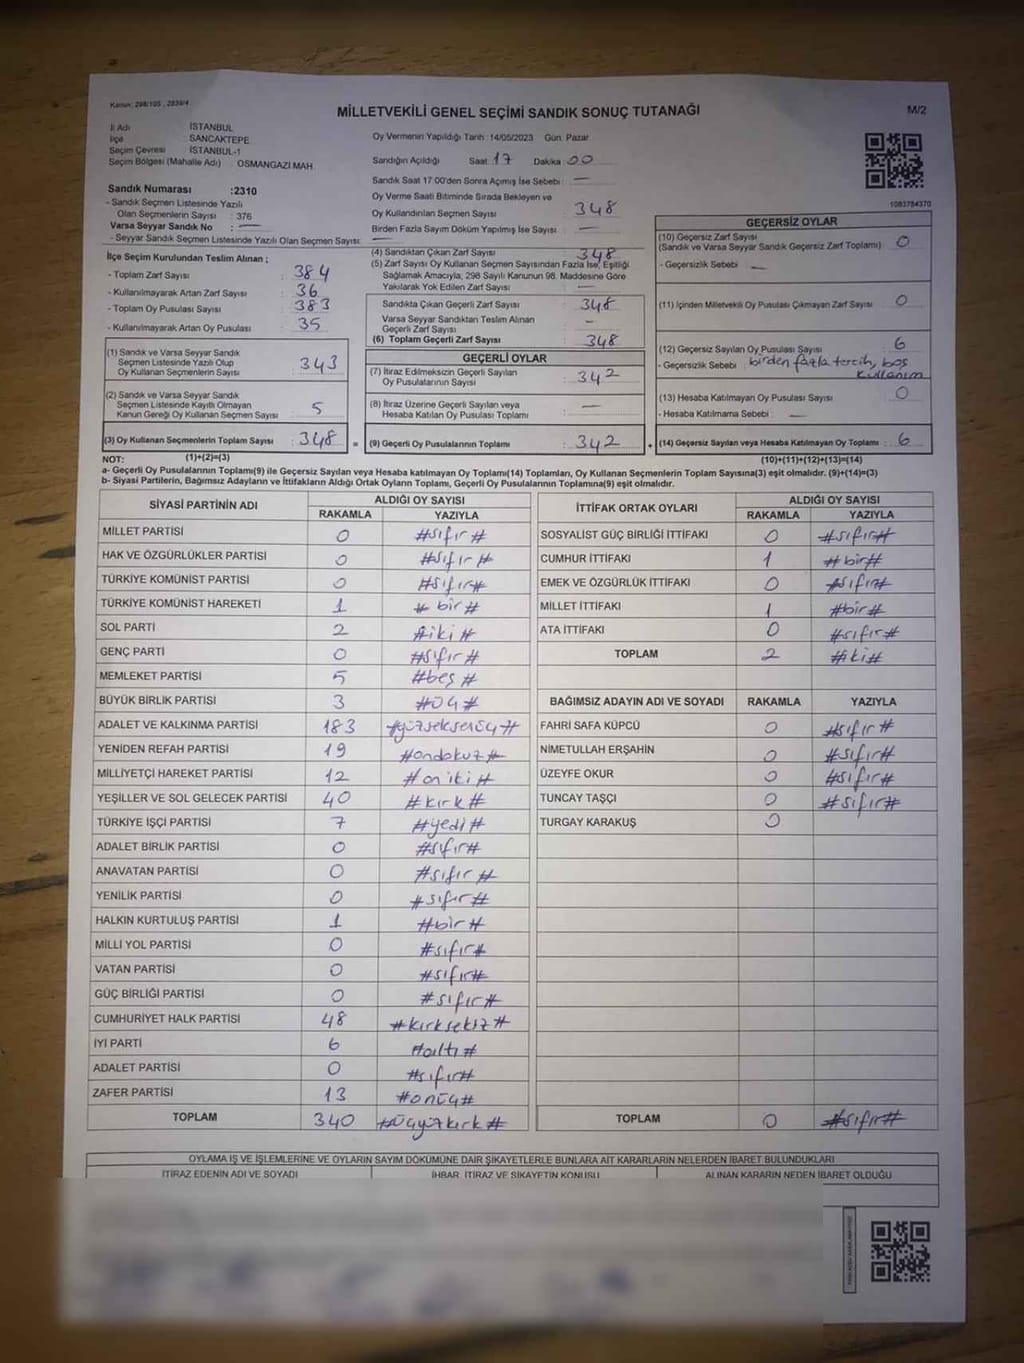 Kanun: 298/105 , 2839/4
MİLLETVEKİLİ GENEL SEÇİMİ SANDIK SONUÇ TUTANAĞI
M/2
İl Adı İSTANBUL
İlçe SANCAKTEPE
Seçim Çevresi İSTANBUL-1
Seçim Bölgesi (Mahalle Adı) OSMANGAZİ MAH.
Sandık Numarası :2310
- Sandık Seçmen Listesinde Yazılı
Olan Seçmenlerin Sayısı : 376
Varsa Seyyar Sandık No : —
- Seyyar Sandık Seçmen Listesinde Yazılı Olan Seçmen Sayısı: —
İlçe Seçim Kurulundan Teslim Alınan ;
- Toplam Zarf Sayısı : 384
- Kullanılmayarak Artan Zarf Sayısı : 36
- Toplam Oy Pusulası Sayısı : 383
- Kullanılmayarak Artan Oy Pusulası : 35
(1) Sandık ve Varsa Seyyar Sandık
Seçmen Listesinde Yazılı Olup
Oy Kullanan Seçmenlerin Sayısı : 343
(2) Sandık ve Varsa Seyyar Sandık
Seçmen Listesinde Kayıtlı Olmayan
Kanun Gereği Oy Kullanan Seçmen Sayısı : 5
(3) Oy Kullanan Seçmenlerin Toplam Sayısı : 348
Oy Vermenin Yapıldığı Tarih : 14/05/2023 Gün: Pazar
Sandığın Açıldığı Saat: 17 Dakika: 00
Sandık Saat 17:00'den Sonra Açılmış İse Sebebi : —
Oy Verme Saati Bitiminde Sırada Bekleyen ve
Oy Kullandırılan Seçmen Sayısı : 348
Birden Fazla Sayım Döküm Yapılmış İse Sayısı : —
(4) Sandıktan Çıkan Zarf Sayısı : 348
(5) Zarf Sayısı Oy Kullanan Seçmen Sayısından Fazla İse, Eşitliği
Sağlamak Amacıyla, 298 Sayılı Kanunun 98. Maddesine Göre
Yakılarak Yok Edilen Zarf Sayısı : —
Sandıkta Çıkan Geçerli Zarf Sayısı : 348
Varsa Seyyar Sandıktan Teslim Alınan
Geçerli Zarf Sayısı : —
(6) Toplam Geçerli Zarf Sayısı : 348
GEÇERLİ OYLAR
(7) İtiraz Edilmeksizin Geçerli Sayılan
Oy Pusulalarının Sayısı : 342
(8) İtiraz Üzerine Geçerli Sayılan veya
Hesaba Katılan Oy Pusulası Toplamı : —
= (9) Geçerli Oy Pusulalarının Toplamı : 342
1083784370
GEÇERSİZ OYLAR
(10) Geçersiz Zarf Sayısı
(Sandık ve Varsa Seyyar Sandık Geçersiz Zarf Toplamı) : 0
- Geçersizlik Sebebi : —
(11) İçinden Milletvekili Oy Pusulası Çıkmayan Zarf Sayısı : 0
(12) Geçersiz Sayılan Oy Pusulası Sayısı : 6
- Geçersizlik Sebebi : birden fazla tercih, boş
kullanım
(13) Hesaba Katılmayan Oy Pusulası Sayısı : 0
- Hesaba Katılmama Sebebi : —
+ (14) Geçersiz Sayılan veya Hesaba Katılmayan Oy Toplamı : 6
NOT: (1)+(2)=(3) (10)+(11)+(12)+(13)=(14)
a- Geçerli Oy Pusulalarının Toplamı(9) ile Geçersiz Sayılan veya Hesaba katılmayan Oy Toplamı(14) Toplamları, Oy Kullanan Seçmenlerin Toplam Sayısına(3) eşit olmalıdır. (9)+(14)=(3)
b- Siyasi Partilerin, Bağımsız Adayların ve İttifakların Aldığı Ortak Oyların Toplamı, Geçerli Oy Pusulalarının Toplamına(9) eşit olmalıdır.
SİYASİ PARTİNİN ADI ALDIĞI OY SAYISI
RAKAMLA YAZIYLA
MİLLET PARTİSİ 0 #sıfır#
HAK VE ÖZGÜRLÜKLER PARTİSİ 0 #sıfır#
TÜRKİYE KOMÜNİST PARTİSİ 0 #sıfır#
TÜRKİYE KOMÜNİST HAREKETİ 1 #bir#
SOL PARTİ 2 #iki#
GENÇ PARTİ 0 #sıfır#
MEMLEKET PARTİSİ 5 #beş#
BÜYÜK BİRLİK PARTİSİ 3 #üç#
ADALET VE KALKINMA PARTİSİ 183 #yüzseksenüç#
YENİDEN REFAH PARTİSİ 19 #ondokuz#
MİLLİYETÇİ HAREKET PARTİSİ 12 #oniki#
YEŞİLLER VE SOL GELECEK PARTİSİ 40 #kırk#
TÜRKİYE İŞÇİ PARTİSİ 7 #yedi#
ADALET BİRLİK PARTİSİ 0 #sıfır#
ANAVATAN PARTİSİ 0 #sıfır#
YENİLİK PARTİSİ 0 #sıfır#
HALKIN KURTULUŞ PARTİSİ 1 #bir#
MİLLİ YOL PARTİSİ 0 #sıfır#
VATAN PARTİSİ 0 #sıfır#
GÜÇ BİRLİĞİ PARTİSİ 0 #sıfır#
CUMHURİYET HALK PARTİSİ 48 #kırksekiz#
İYİ PARTİ 6 #altı#
ADALET PARTİSİ 0 #sıfır#
ZAFER PARTİSİ 13 #onüç#
TOPLAM 340 #üçyüzkırk#
İTTİFAK ORTAK OYLARI ALDIĞI OY SAYISI
RAKAMLA YAZIYLA
SOSYALİST GÜÇ BİRLİĞİ İTTİFAKI 0 #sıfır#
CUMHUR İTTİFAKI 1 #bir#
EMEK VE ÖZGÜRLÜK İTTİFAKI 0 #sıfır#
MİLLET İTTİFAKI 1 #bir#
ATA İTTİFAKI 0 #sıfır#
TOPLAM 2 #iki#
BAĞIMSIZ ADAYIN ADI VE SOYADI RAKAMLA YAZIYLA
FAHRİ SAFA KÜPCÜ 0 #sıfır#
NİMETULLAH ERŞAHİN 0 #sıfır#
ÜZEYFE OKUR 0 #sıfır#
TUNCAY TAŞÇI 0 #sıfır#
TURGAY KARAKUŞ 0
TOPLAM 0 #sıfır#
OYLAMA İŞ VE İŞLEMLERİNE VE OYLARIN SAYIM DÖKÜMÜNE DAİR ŞİKAYETLERLE BUNLARA AİT KARARLARIN NELERDEN İBARET BULUNDUKLARI
İTİRAZ EDENİN ADI VE SOYADI İHBAR, İTİRAZ VE ŞİKAYETİN KONUSU ALINAN KARARIN NEDEN İBARET OLDUĞU